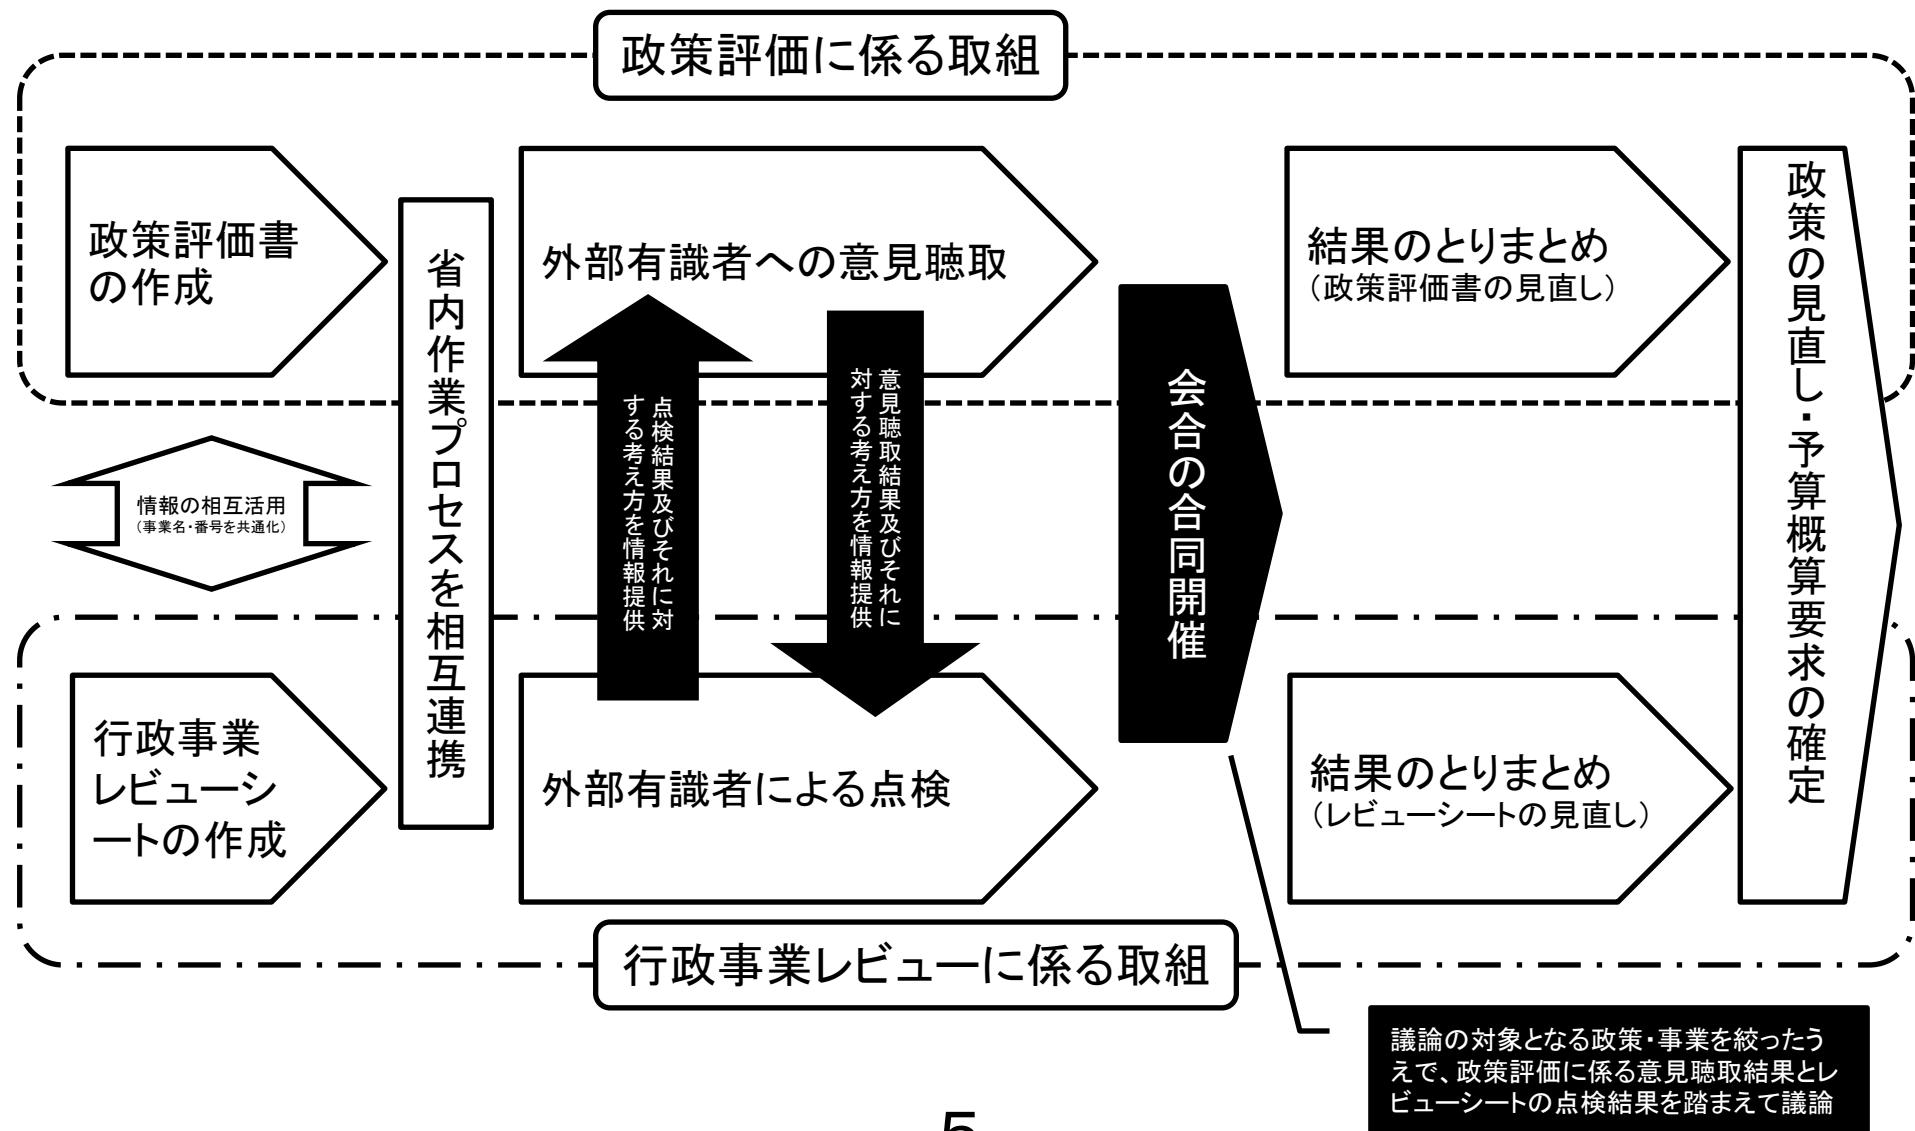 政策評価に係る取組
政策評価書
の作成
省内作業プロセスを相互連携
外部有識者への意見聴取
点検結果及びそれに対
する考え方を情報提供
意見聴取結果及びそれに
対する考え方を情報提供
会合の合同開催
結果のとりまとめ
（政策評価書の見直し）
政策の見直し・予算概算要求の確定
情報の相互活用
（事業名・番号を共通化）
行政事業
レビューシ
ートの作成
外部有識者による点検
結果のとりまとめ
（レビューシートの見直し）
行政事業レビューに係る取組
議論の対象となる政策・事業を絞ったう
えで、政策評価に係る意見聴取結果とレ
ビューシートの点検結果を踏まえて議論
5